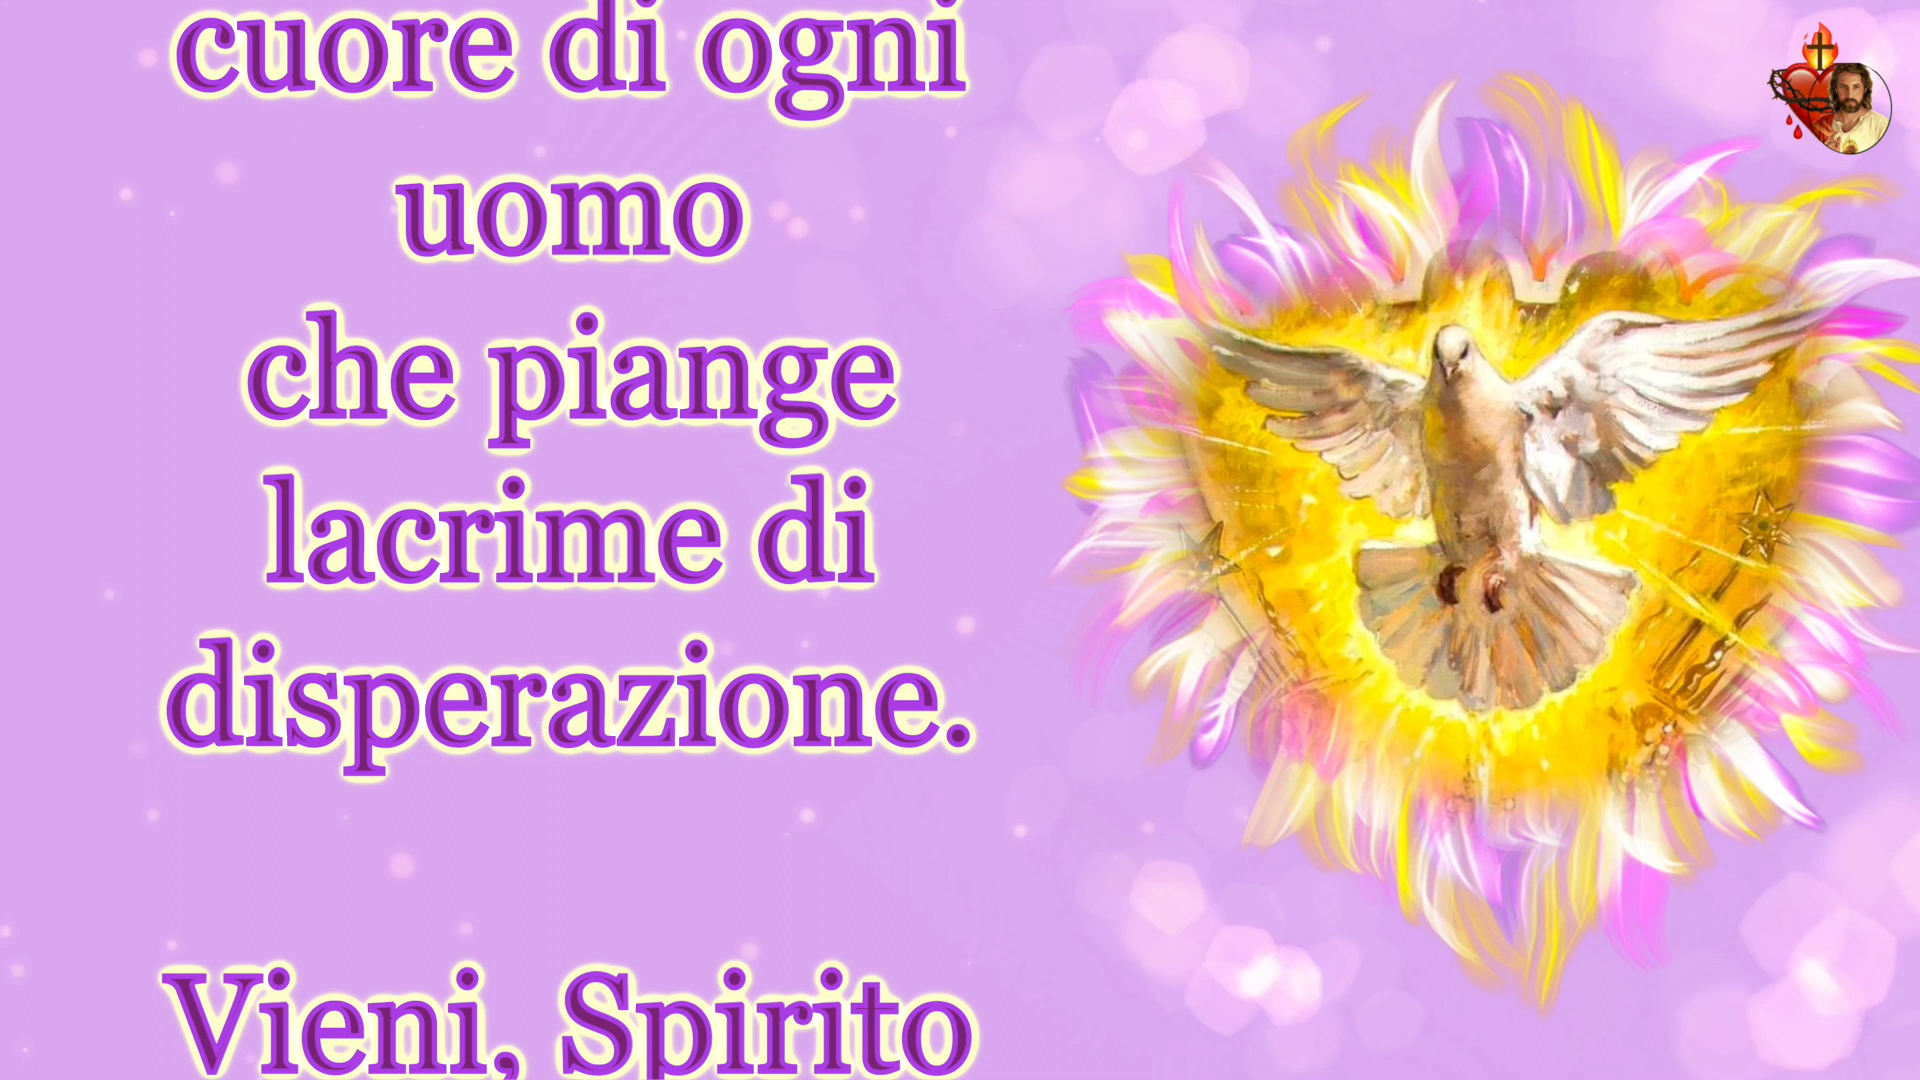 cuore di ogni
uomo
che piange
lacrime di
disperazione.
Vieni, Spirito